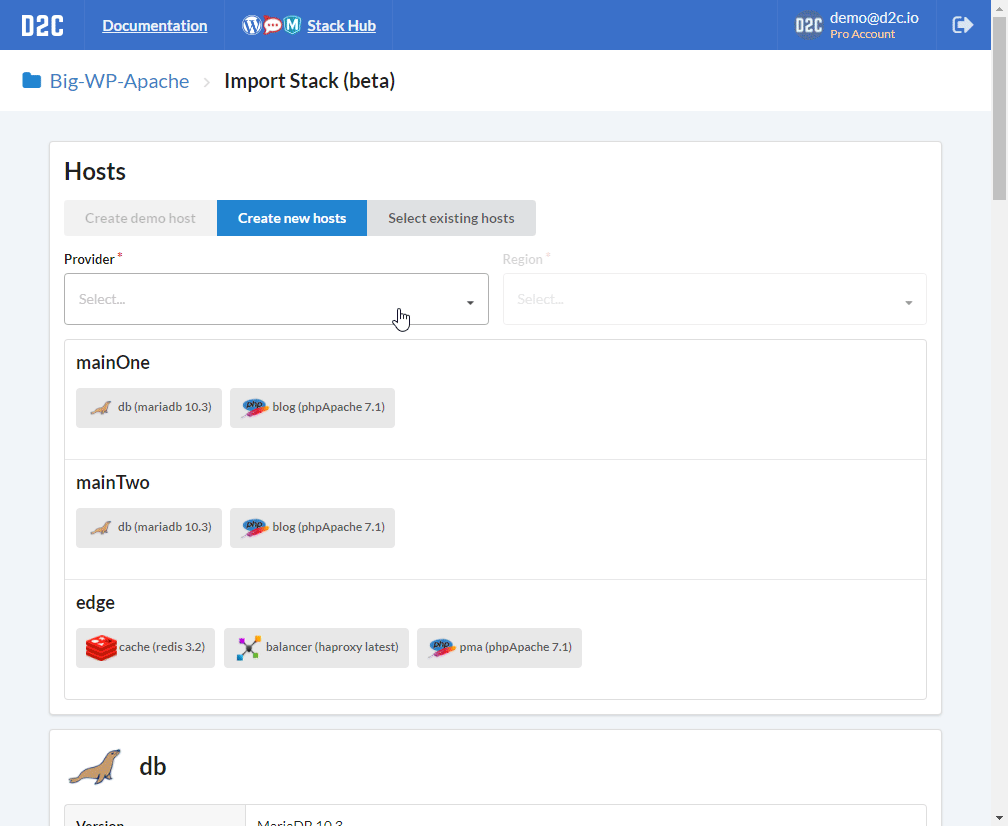 D2C Documentation M Stack Hub D2C demo@d2c.io
Pro Account
Big-WP-Apache > Import Stack (beta)
Hosts
Create demo host Create new hosts Select existing hosts
Provider * Region *
Select... Select...
mainOne
db (mariadb 10.3) php blog (phpApache 7.1)
mainTwo
db (mariadb 10.3) php blog (phpApache 7.1)
edge
cache (redis 3.2) balancer (haproxy latest) php pma (phpApache 7.1)
db
Version MariaDB 10.3